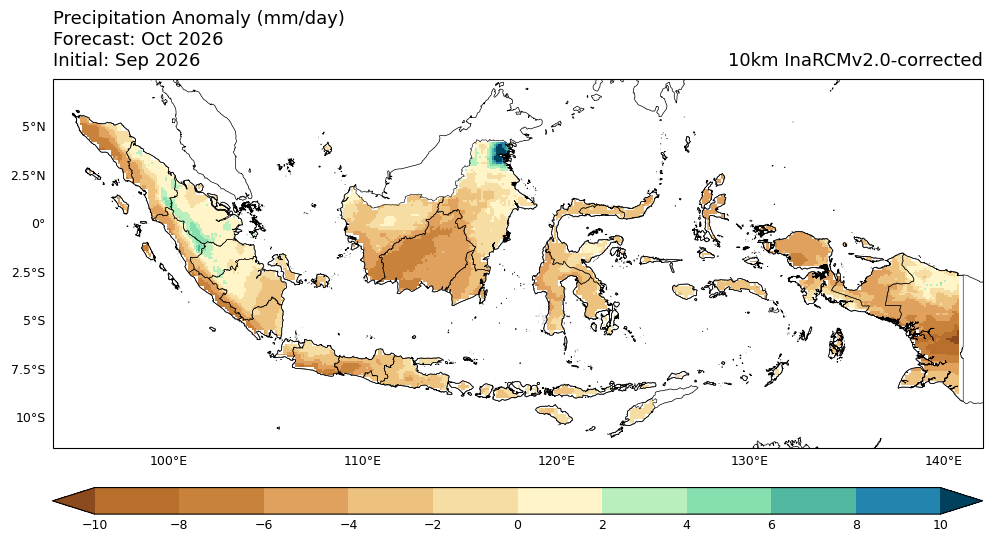 Precipitation Anomaly (mm/day)
Forecast: Oct 2026
Initial: Sep 2026
10km InaRCMv2.0-corrected
5°N
2.5°N
0°
2.5°S
5°S
7.5°S
10°S
100°E 110°E 120°E 130°E 140°E
−10 −8 −6 −4 −2 0 2 4 6 8 10